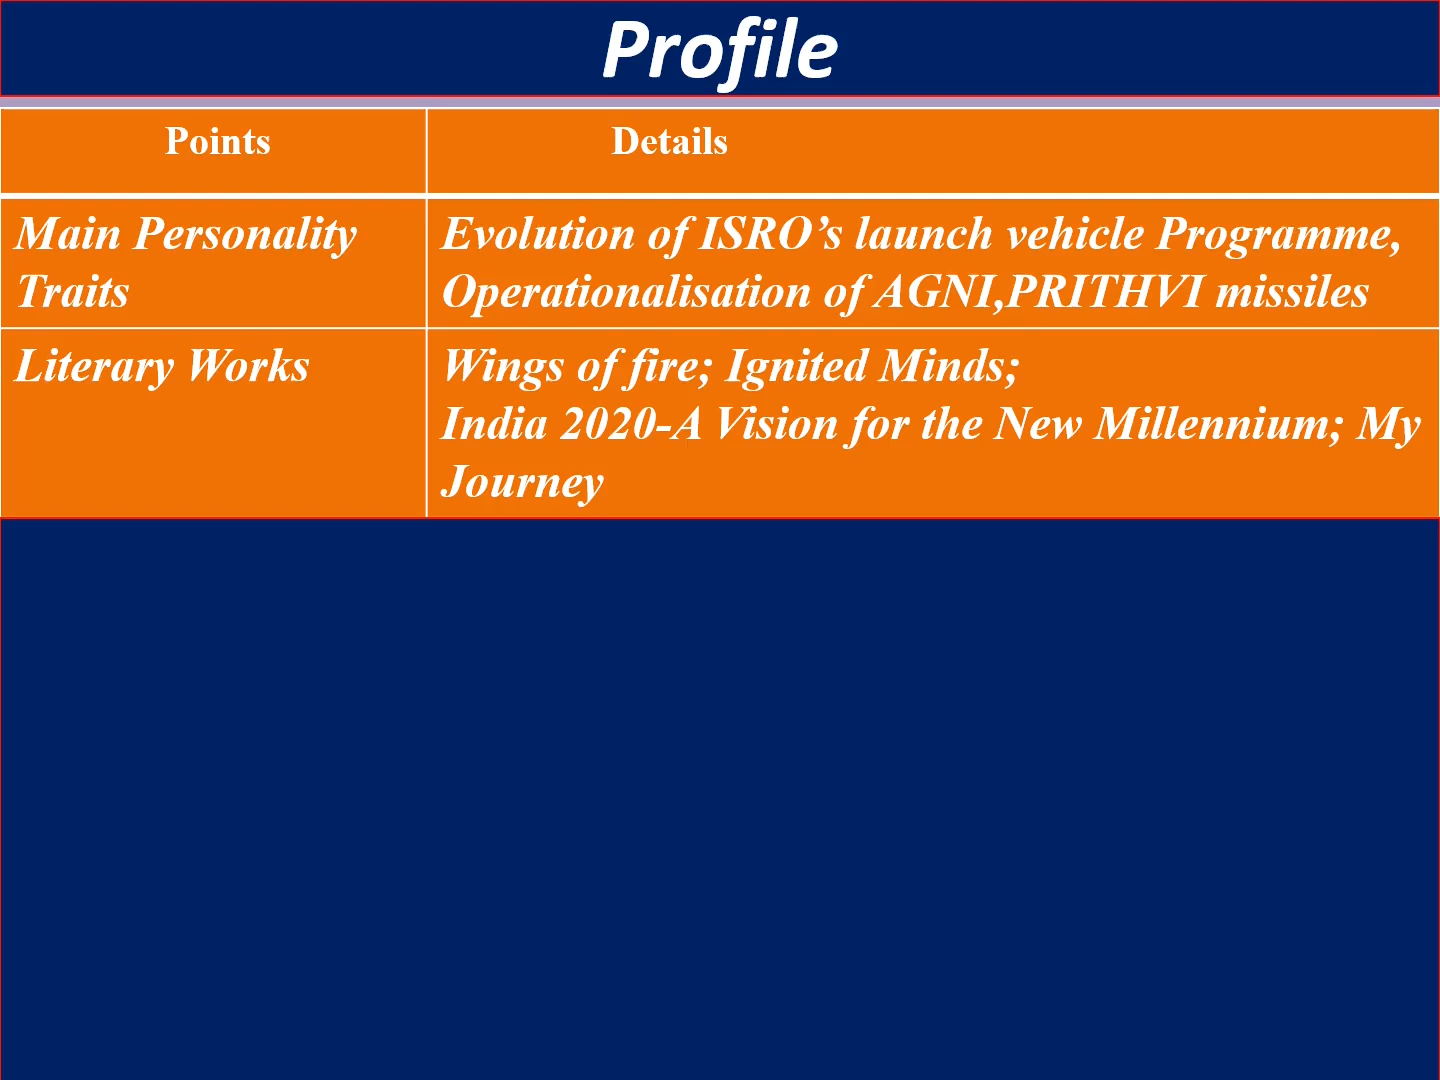 Profile
Points
Details
Main Personality
Traits
Evolution of ISRO’s launch vehicle Programme,
Operationalisation of AGNI,PRITHVI missiles
Literary Works
Wings of fire; Ignited Minds;
India 2020-A Vision for the New Millennium; My
Journey